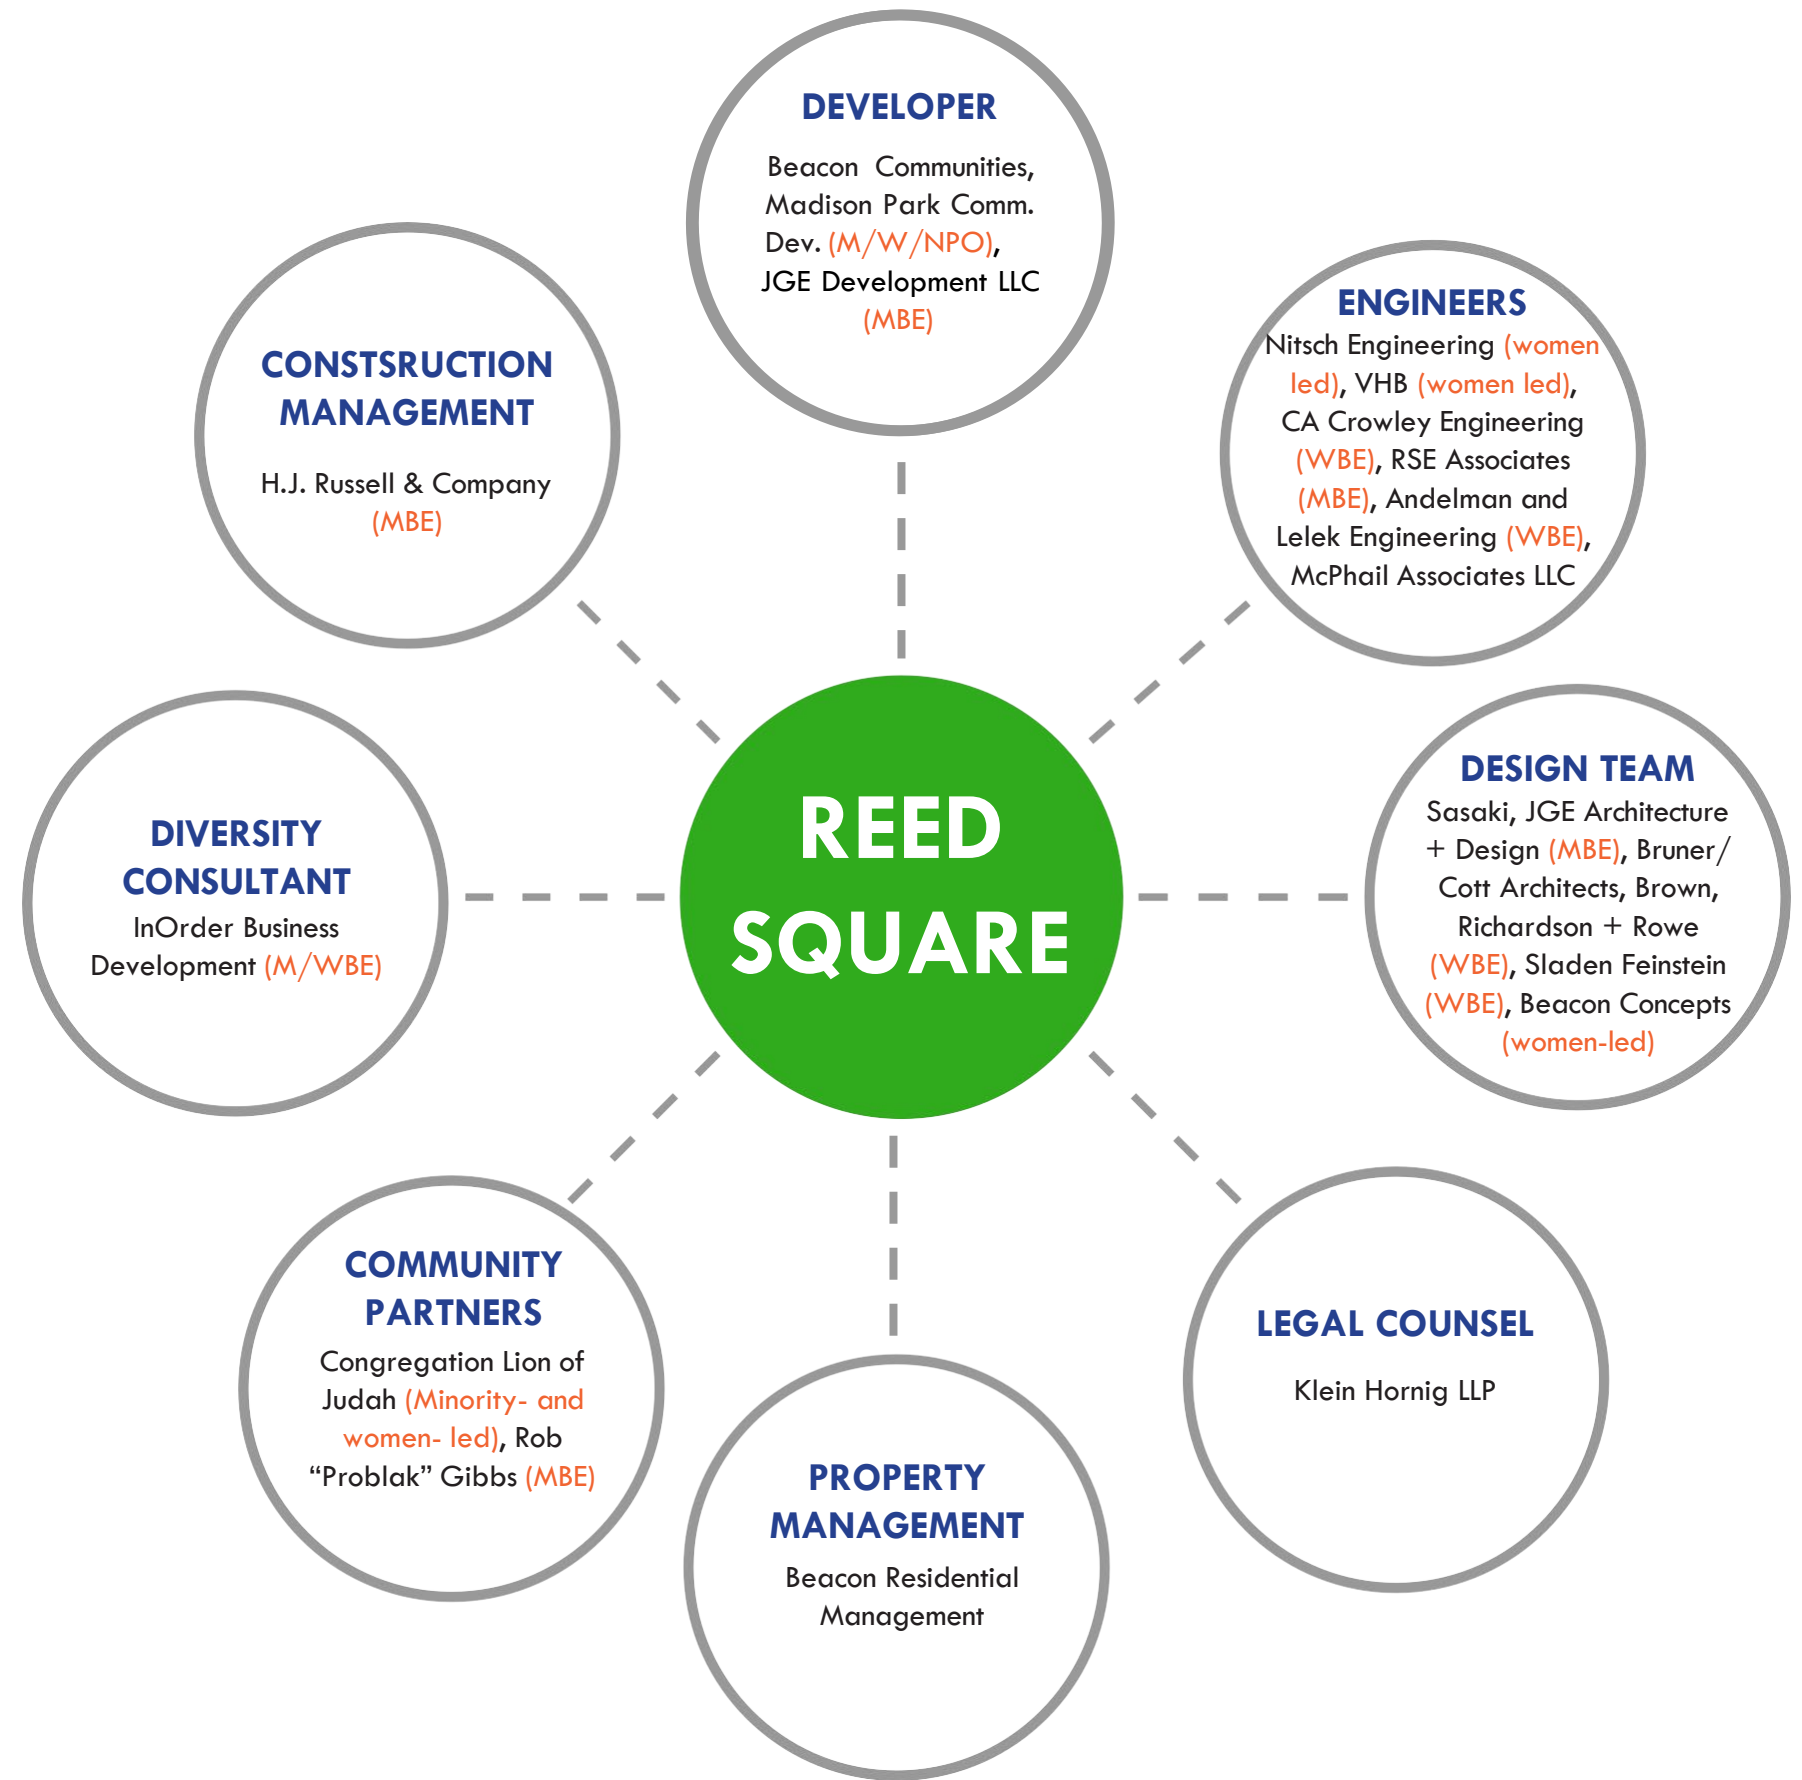 DEVELOPER
Beacon Communities,
Madison Park Comm.
Dev. (M/W/NPO),
JGE Development LLC
(MBE)
ENGINEERS
Nitsch Engineering (women
led), VHB (women led),
CA Crowley Engineering
(WBE), RSE Associates
(MBE), Andelman and
Lelek Engineering (WBE),
McPhail Associates LLC
CONSTSRUCTION
MANAGEMENT
H.J. Russell & Company
(MBE)
DESIGN TEAM
Sasaki, JGE Architecture
+ Design (MBE), Bruner/
Cott Architects, Brown,
Richardson + Rowe
(WBE), Sladen Feinstein
(WBE), Beacon Concepts
(women-led)
REED
SQUARE
DIVERSITY
CONSULTANT
InOrder Business
Development (M/WBE)
COMMUNITY
PARTNERS
Congregation Lion of
Judah (Minority- and
women- led), Rob
“Problak” Gibbs (MBE)
LEGAL COUNSEL
Klein Hornig LLP
PROPERTY
MANAGEMENT
Beacon Residential
Management